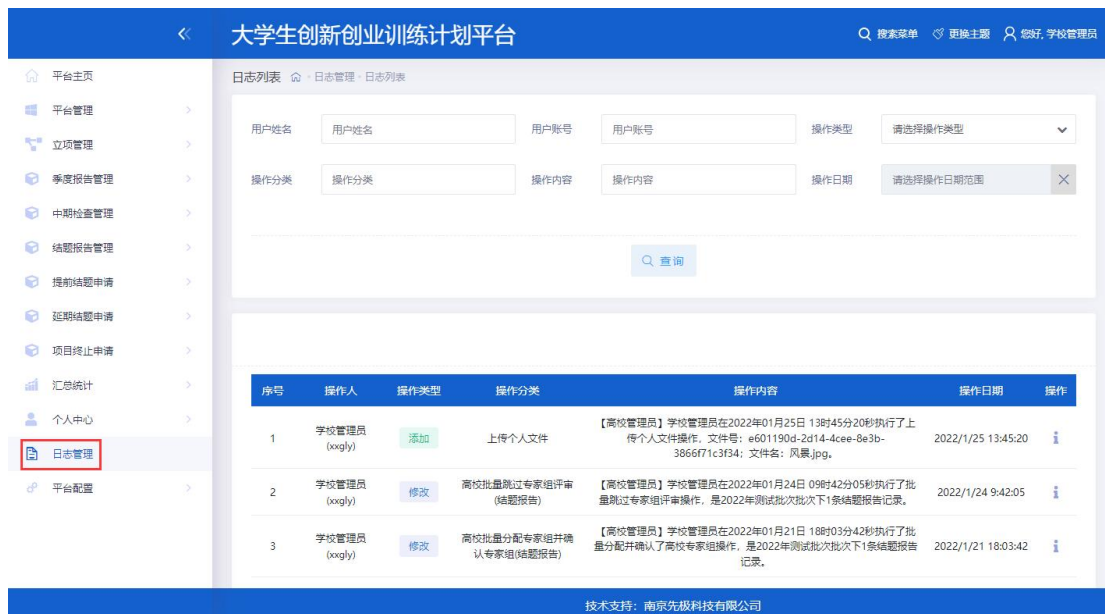 大学生创新创业训练计划平台
搜索菜单 更换主题 您好, 学校管理员
平台主页
平台管理
立项管理
季度报告管理
中期检查管理
结题报告管理
提前结题申请
延期结题申请
项目终止申请
汇总统计
个人中心
日志管理
平台配置
日志列表 日志管理 - 日志列表
用户姓名 用户姓名 用户账号 用户账号 操作类型 请选择操作类型
操作分类 操作分类 操作内容 操作内容 操作日期 请选择操作日期范围
查询
序号 操作人 操作类型 操作分类 操作内容 操作日期 操作
1 学校管理员 (xxgly) 添加 上传个人文件 【高校管理员】学校管理员在2022年01月25日 13时45分20秒执行了上
传个人文件操作，文件号：e601190d-2d14-4cee-8e3b-
3866f71c3f34；文件名：风景.jpg。 2022/1/25 13:45:20
2 学校管理员 (xxgly) 修改 高校批量跳过专家组评审 (结题报告) 【高校管理员】学校管理员在2022年01月24日 09时42分05秒执行了批
量跳过专家组评审操作，是2022年测试批次批次下1条结题报告记录。 2022/1/24 9:42:05
3 学校管理员 (xxgly) 修改 高校批量分配专家组并确 认专家组(结题报告) 【高校管理员】学校管理员在2022年01月21日 18时03分42秒执行了批
量分配并确认了高校专家组操作，是2022年测试批次批次下1条结题报告
记录。 2022/1/21 18:03:42
技术支持：南京先极科技有限公司